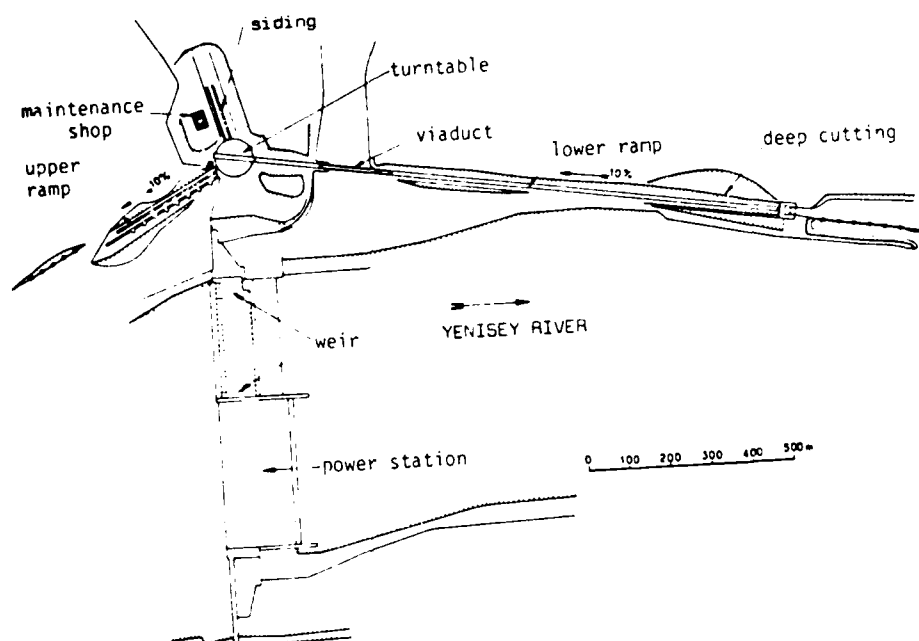 siding
turntable
maintenance
shop
viaduct
deep cutting
lower ramp
upper
ramp
10%
10%
weir
YENISEY RIVER
power station
0 100 200 300 400 500 m